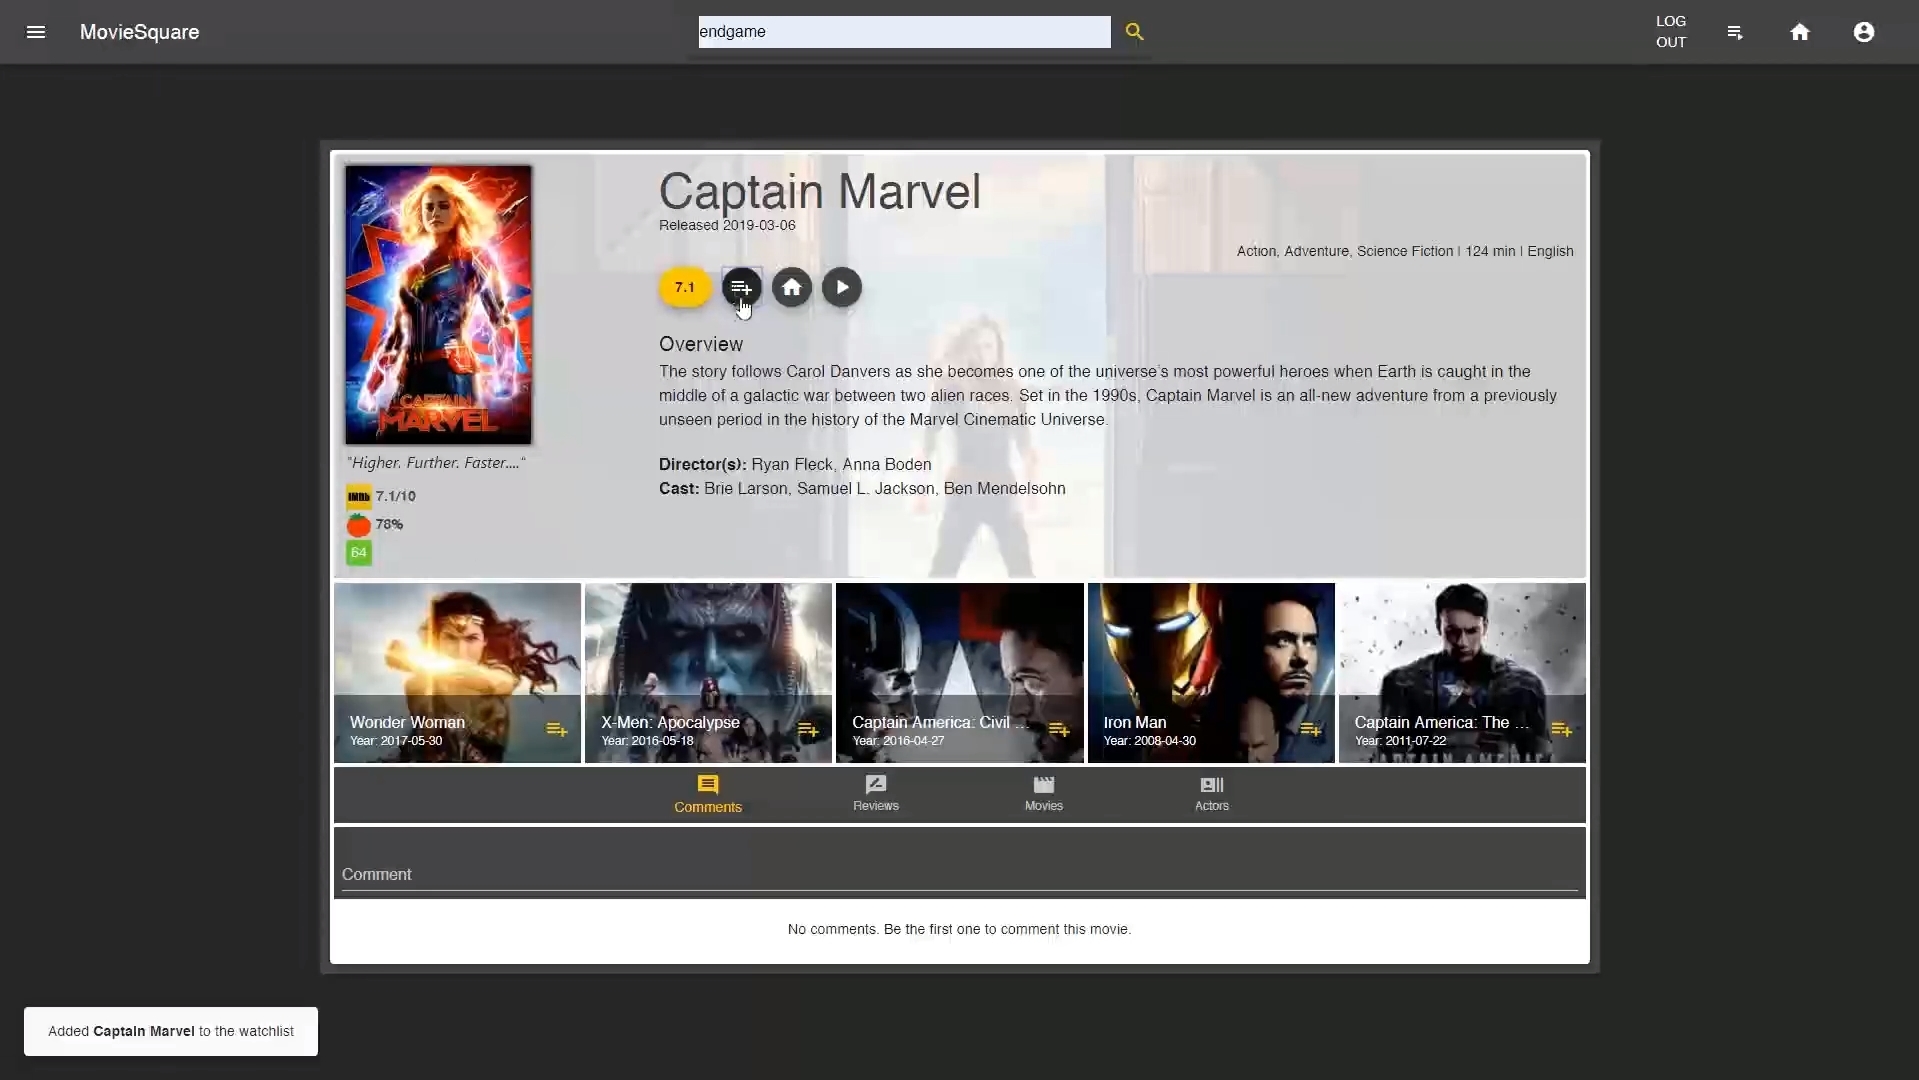 MovieSquare
endgame
LOG
OUT
Captain Marvel
Released 2019-03-06
Action, Adventure, Science Fiction | 124 min | English
7.1
Overview
The story follows Carol Danvers as she becomes one of the universe's most powerful heroes when Earth is caught in the
middle of a galactic war between two alien races. Set in the 1990s, Captain Marvel is an all-new adventure from a previously
unseen period in the history of the Marvel Cinematic Universe.
Director(s): Ryan Fleck, Anna Boden
Cast: Brie Larson, Samuel L. Jackson, Ben Mendelsohn
CAPTAIN
MARVEL
"Higher. Further. Faster...."
IMDb 7.1/10
78%
64
Wonder Woman
Year: 2017-05-30
X-Men: Apocalypse
Year: 2016-05-18
Captain America: Civil ...
Year: 2016-04-27
Iron Man
Year: 2008-04-30
Captain America: The ...
Year: 2011-07-22
CAPTAIN AMERICA
Comments
Reviews
Movies
Actors
Comment
No comments. Be the first one to comment this movie.
Added Captain Marvel to the watchlist